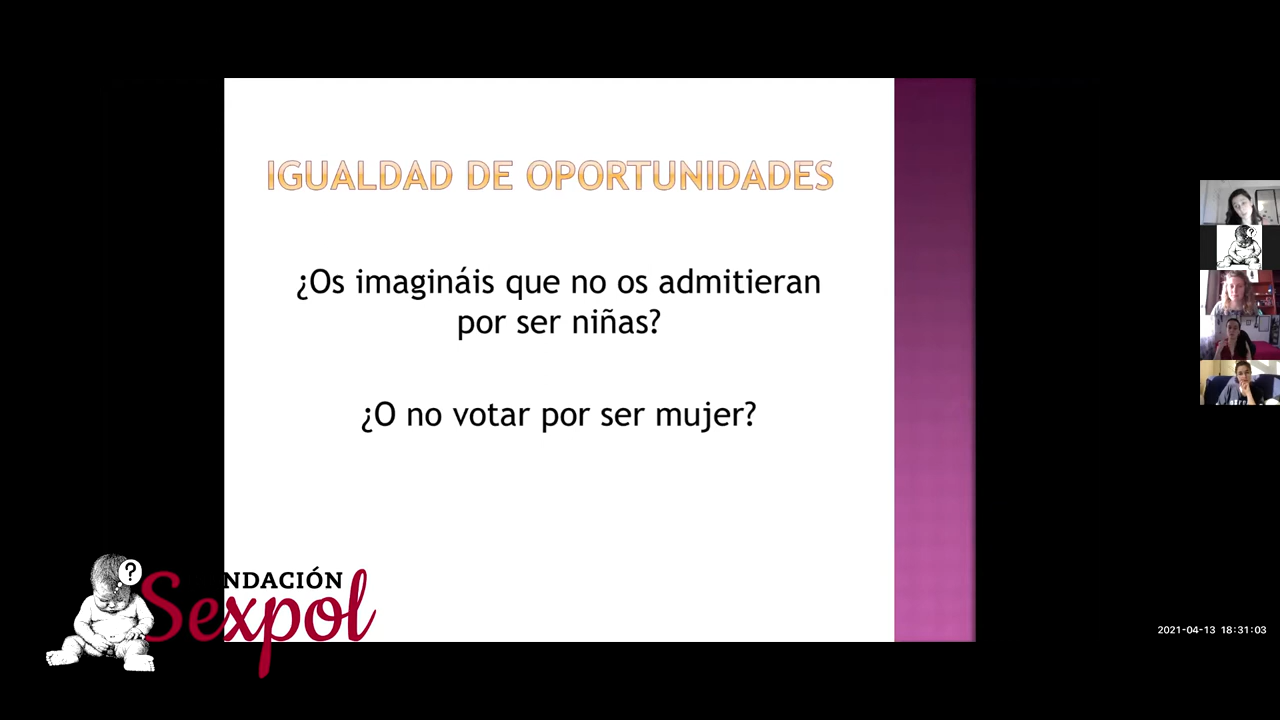 IGUALDAD DE OPORTUNIDADES
¿Os imagináis que no os admitieran
por ser niñas?
¿O no votar por ser mujer?
?
NDACIÓN
Sexpol
2021-04-13 18:31:03